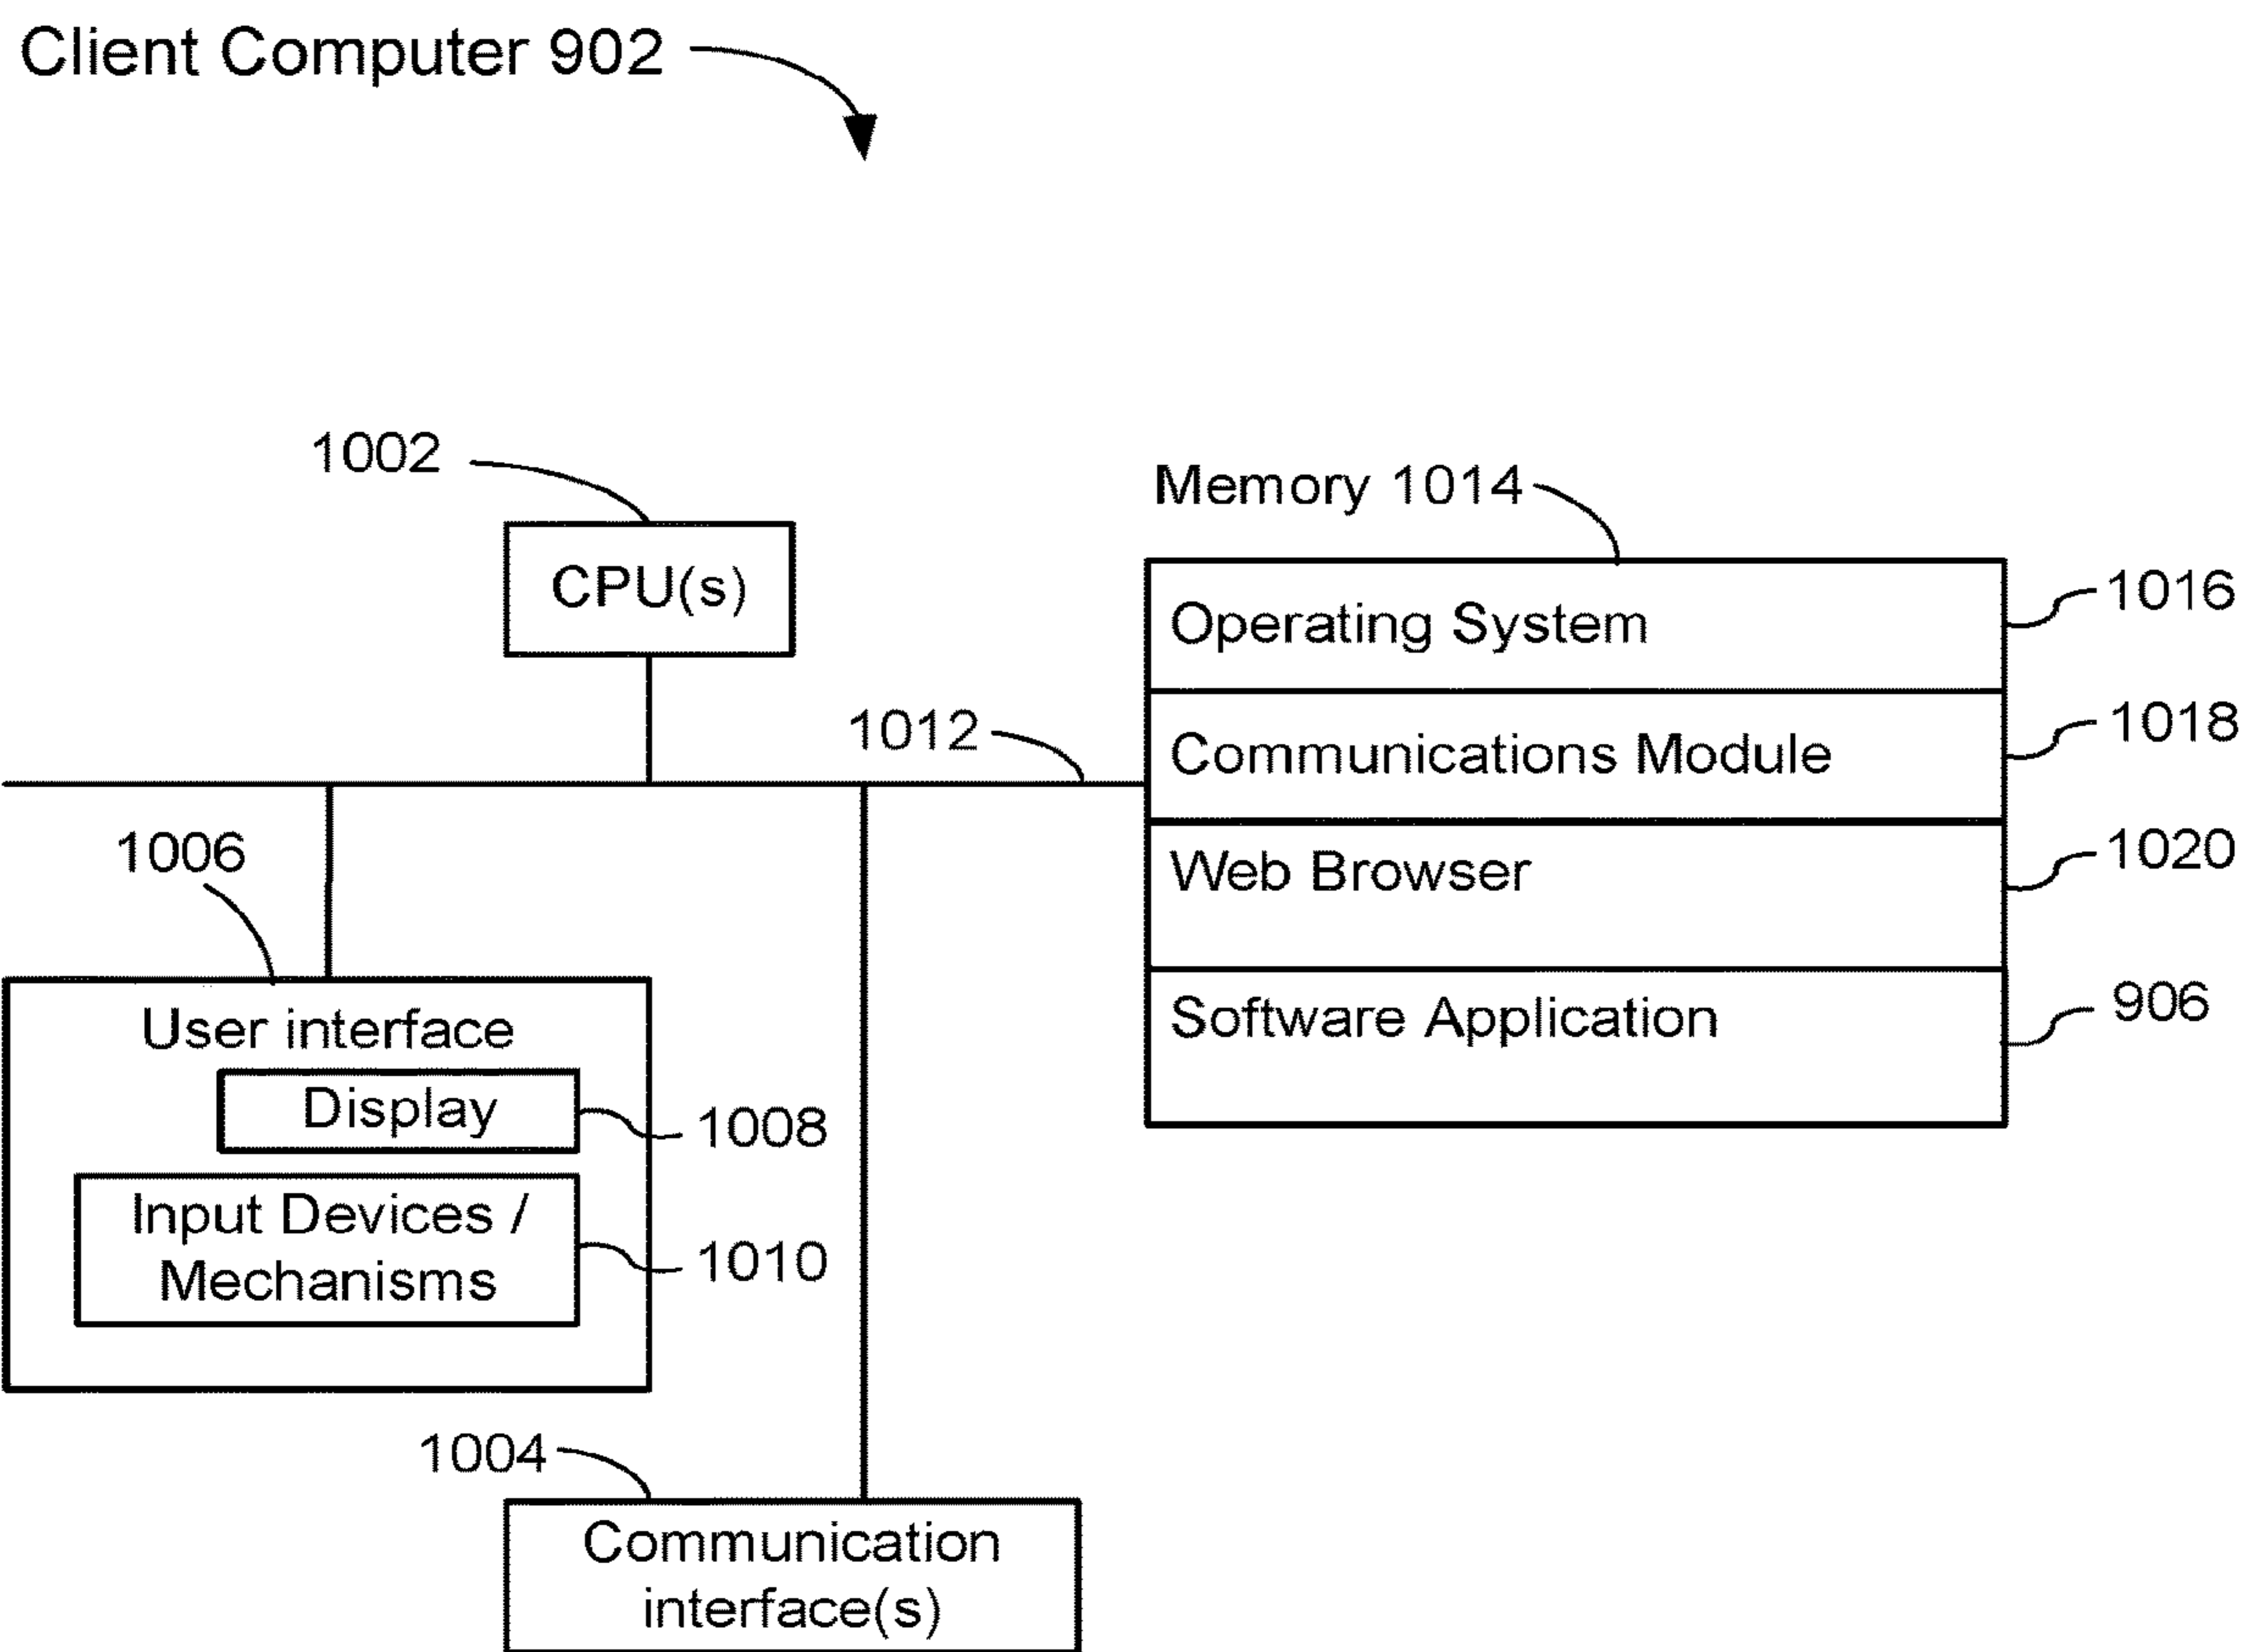 Client Computer 902
1002
CPU(s)
1012
Memory 1014
Operating System
1016
Communications Module
1018
Web Browser
1020
Software Application
906
1006
User interface
Display
1008
Input Devices /
Mechanisms
1010
1004
Communication
interface(s)